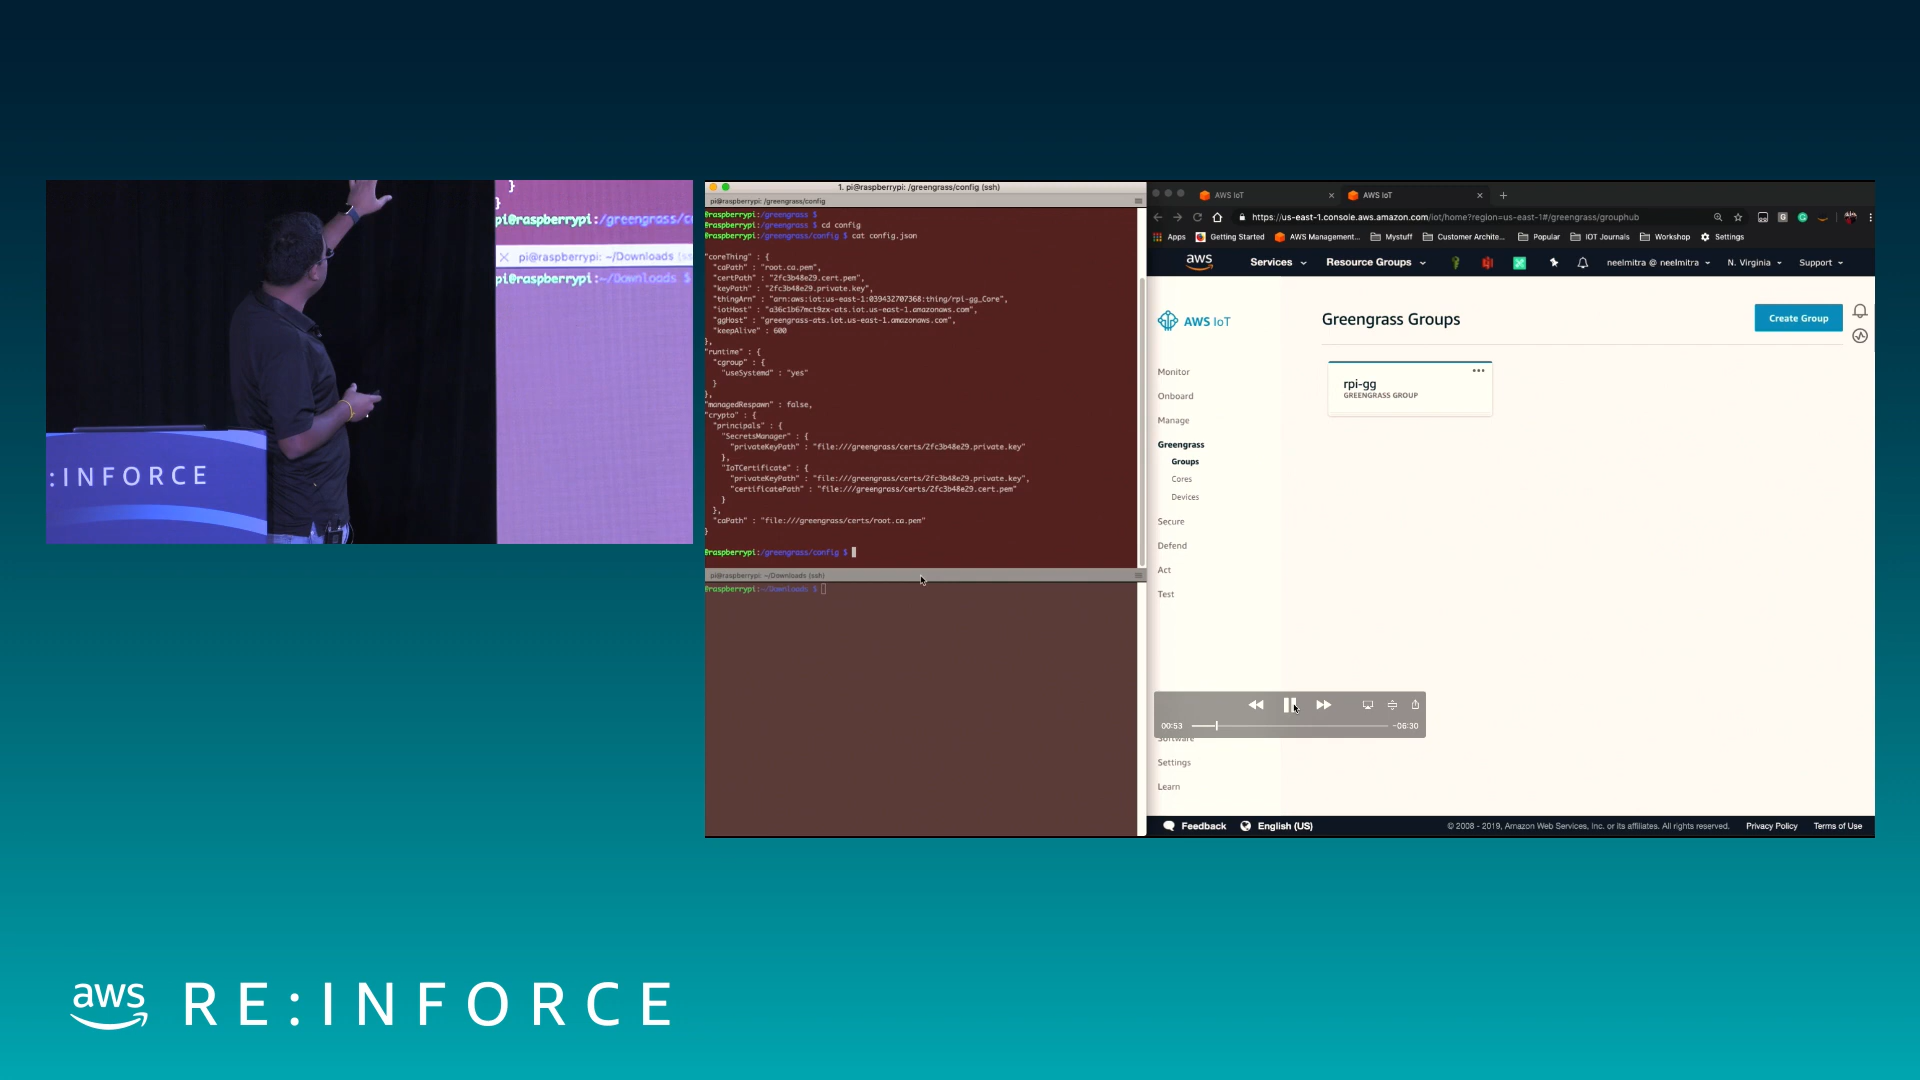 }
}
pi@raspberrypi:/greengrass/c
pi@raspberrypi: ~/Downloads
pi@raspberrypi:~/Downloads $
:INFORCE
1. pi@raspberrypi: /greengrass/config (ssh)
pi@raspberrypi: /greengrass/config
@raspberrypi:/greengrass $
@raspberrypi:/greengrass $ cd config
@raspberrypi:/greengrass/config $ cat config.json
"coreThing" : {
"caPath" : "root.ca.pem",
"certPath" : "2fc3b48e29.cert.pem",
"keyPath" : "2fc3b48e29.private.key",
"thingArn" : "arn:aws:iot:us-east-1:039432707368:thing/rpi-gg_Core",
"iotHost" : "a36c1b67mct9zx-ats.iot.us-east-1.amazonaws.com",
"ggHost" : "greengrass-ats.iot.us-east-1.amazonaws.com",
"keepAlive" : 600
},
"runtime" : {
"cgroup" : {
"useSystemd" : "yes"
}
},
"managedRespawn" : false,
"crypto" : {
"principals" : {
"SecretsManager" : {
"privateKeyPath" : "file:///greengrass/certs/2fc3b48e29.private.key"
},
"IoTCertificate" : {
"privateKeyPath" : "file:///greengrass/certs/2fc3b48e29.private.key",
"certificatePath" : "file:///greengrass/certs/2fc3b48e29.cert.pem"
}
},
"caPath" : "file:///greengrass/certs/root.ca.pem"
}
@raspberrypi:/greengrass/config $
pi@raspberrypi: ~/Downloads (ssh)
@raspberrypi:~/Downloads $
AWS IoT
AWS IoT
https://us-east-1.console.aws.amazon.com/iot/home?region=us-east-1#/greengrass/grouphub
Apps Getting Started AWS Management... Mystuff Customer Archite... Popular IOT Journals Workshop Settings
aws Services Resource Groups neelmitra @ neelmitra N. Virginia Support
AWS IoT
Greengrass Groups
Create Group
rpi-gg
GREENGRASS GROUP
Monitor
Onboard
Manage
Greengrass
Groups
Cores
Devices
Secure
Defend
Act
Test
00:53 -06:30
Software
Settings
Learn
Feedback English (US) © 2008 - 2019, Amazon Web Services, Inc. or its affiliates. All rights reserved. Privacy Policy Terms of Use
aws RE:INFORCE